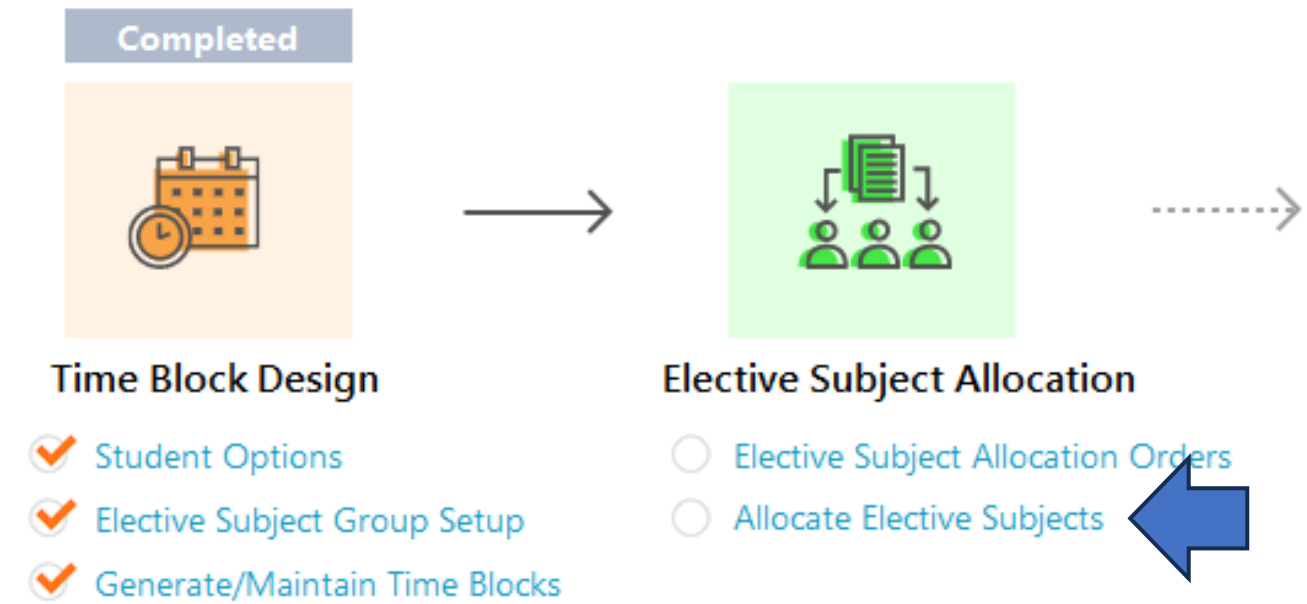 Completed
Time Block Design
Student Options
Elective Subject Group Setup
Generate/Maintain Time Blocks
Elective Subject Allocation
Elective Subject Allocation Orders
Allocate Elective Subjects